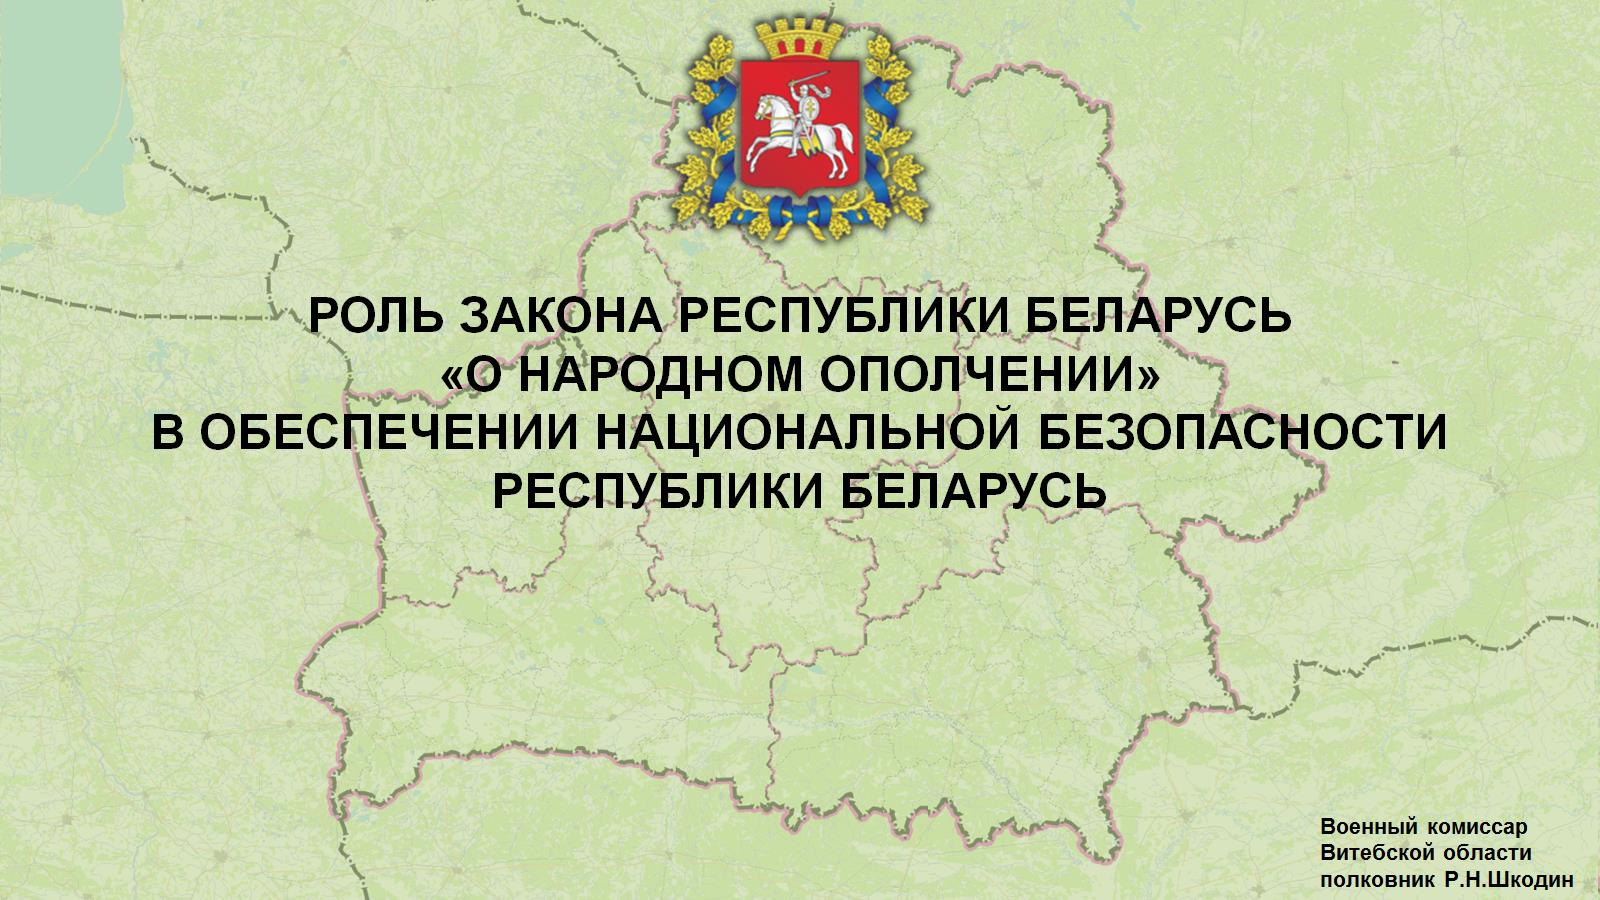 РОЛЬ ЗАКОНА РЕСПУБЛИКИ БЕЛАРУСЬ
«О НАРОДНОМ ОПОЛЧЕНИИ»
В ОБЕСПЕЧЕНИИ НАЦИОНАЛЬНОЙ БЕЗОПАСНОСТИ
РЕСПУБЛИКИ БЕЛАРУСЬ
Военный комиссар
Витебской области
полковник Р.Н.Шкодин